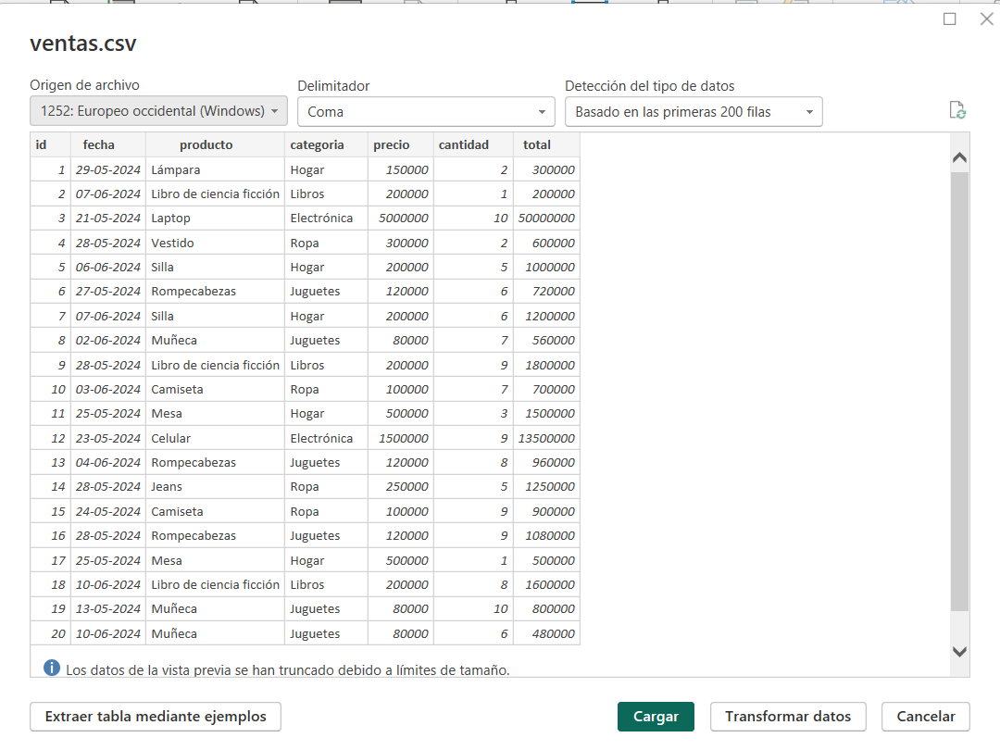 ventas.csv
Origen de archivo Delimitador Detección del tipo de datos
1252: Europeo occidental (Windows) Coma Basado en las primeras 200 filas
id fecha producto categoria precio cantidad total
1 29-05-2024 Lámpara Hogar 150000 2 300000
2 07-06-2024 Libro de ciencia ficción Libros 200000 1 200000
3 21-05-2024 Laptop Electrónica 5000000 10 50000000
4 28-05-2024 Vestido Ropa 300000 2 600000
5 06-06-2024 Silla Hogar 200000 5 1000000
6 27-05-2024 Rompecabezas Juguetes 120000 6 720000
7 07-06-2024 Silla Hogar 200000 6 1200000
8 02-06-2024 Muñeca Juguetes 80000 7 560000
9 28-05-2024 Libro de ciencia ficción Libros 200000 9 1800000
10 03-06-2024 Camiseta Ropa 100000 7 700000
11 25-05-2024 Mesa Hogar 500000 3 1500000
12 23-05-2024 Celular Electrónica 1500000 9 13500000
13 04-06-2024 Rompecabezas Juguetes 120000 8 960000
14 28-05-2024 Jeans Ropa 250000 5 1250000
15 24-05-2024 Camiseta Ropa 100000 9 900000
16 28-05-2024 Rompecabezas Juguetes 120000 9 1080000
17 25-05-2024 Mesa Hogar 500000 1 500000
18 10-06-2024 Libro de ciencia ficción Libros 200000 8 1600000
19 13-05-2024 Muñeca Juguetes 80000 10 800000
20 10-06-2024 Muñeca Juguetes 80000 6 480000
Los datos de la vista previa se han truncado debido a límites de tamaño.
Extraer tabla mediante ejemplos Cargar Transformar datos Cancelar